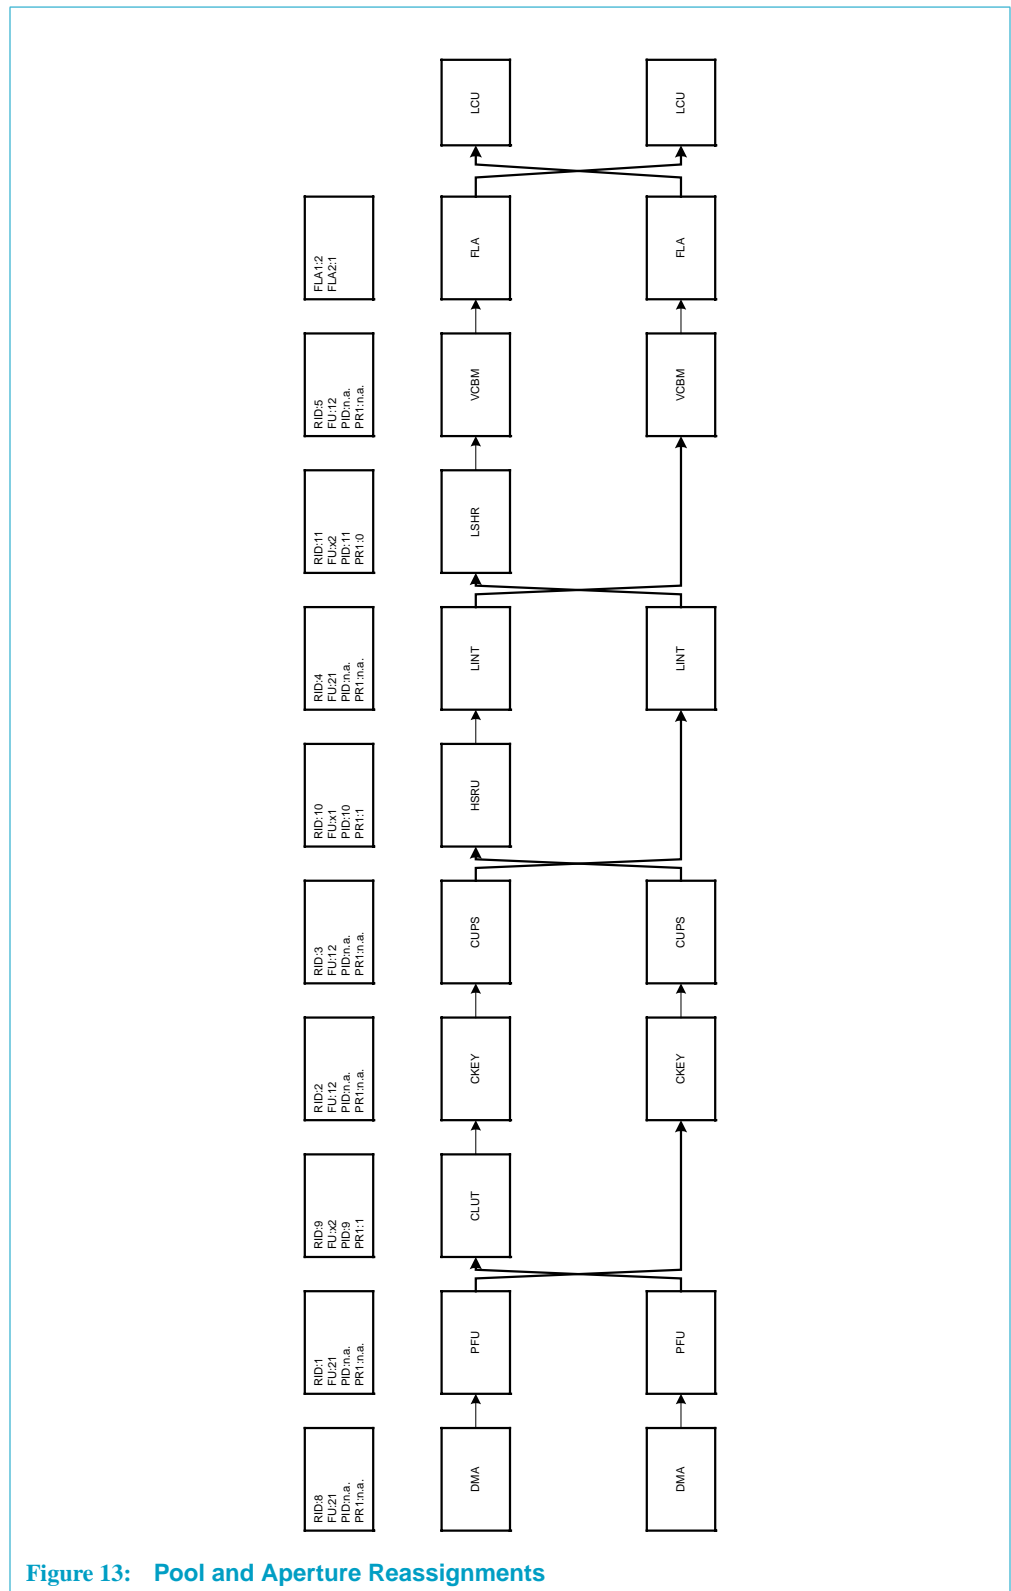 LCU
LCU
FLA1:2
FLA2:1
FLA
FLA
RID:5
FU:12
PID:n.a.
PR1:n.a.
VCBM
VCBM
RID:11
FU:x2
PID:11
PR1:0
LSHR
RID:4
FU:21
PID:n.a.
PR1:n.a.
LINT
LINT
RID:10
FU:x1
PID:10
PR1:1
HSRU
RID:3
FU:12
PID:n.a.
PR1:n.a.
CUPS
CUPS
RID:2
FU:12
PID:n.a.
PR1:n.a.
CKEY
CKEY
RID:9
FU:x2
PID:9
PR1:1
CLUT
RID:1
FU:21
PID:n.a.
PR1:n.a.
PFU
PFU
RID:8
FU:21
PID:n.a.
PR1:n.a.
DMA
DMA
Figure 13: Pool and Aperture Reassignments